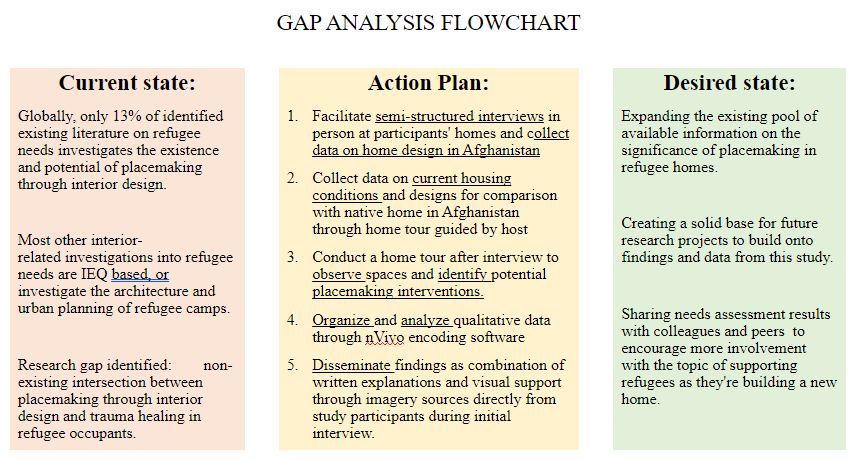 GAP ANALYSIS FLOWCHART
Current state:
Globally, only 13% of identified
existing literature on refugee
needs investigates the existence
and potential of placemaking
through interior design.
Most other interior-
related investigations into refugee
needs are IEQ based, or
investigate the architecture and
urban planning of refugee camps.
Research gap identified: non-
existing intersection between
placemaking through interior
design and trauma healing in
refugee occupants.
Action Plan:
1. Facilitate semi-structured interviews in
person at participants' homes and collect
data on home design in Afghanistan
2. Collect data on current housing
conditions and designs for comparison
with native home in Afghanistan
through home tour guided by host
3. Conduct a home tour after interview to
observe spaces and identify potential
placemaking interventions.
4. Organize and analyze qualitative data
through nVivo encoding software
5. Disseminate findings as combination of
written explanations and visual support
through imagery sources directly from
study participants during initial
interview.
Desired state:
Expanding the existing pool of
available information on the
significance of placemaking in
refugee homes.
Creating a solid base for future
research projects to build onto
findings and data from this study.
Sharing needs assessment results
with colleagues and peers to
encourage more involvement
with the topic of supporting
refugees as they're building a new
home.